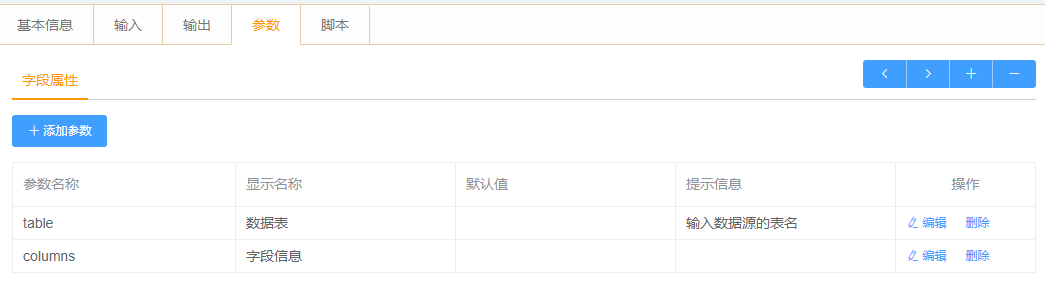 基本信息 输入 输出 参数 脚本
字段属性
添加参数
参数名称 显示名称 默认值 提示信息 操作
table 数据表 输入数据源的表名 编辑 删除
columns 字段信息 编辑 删除